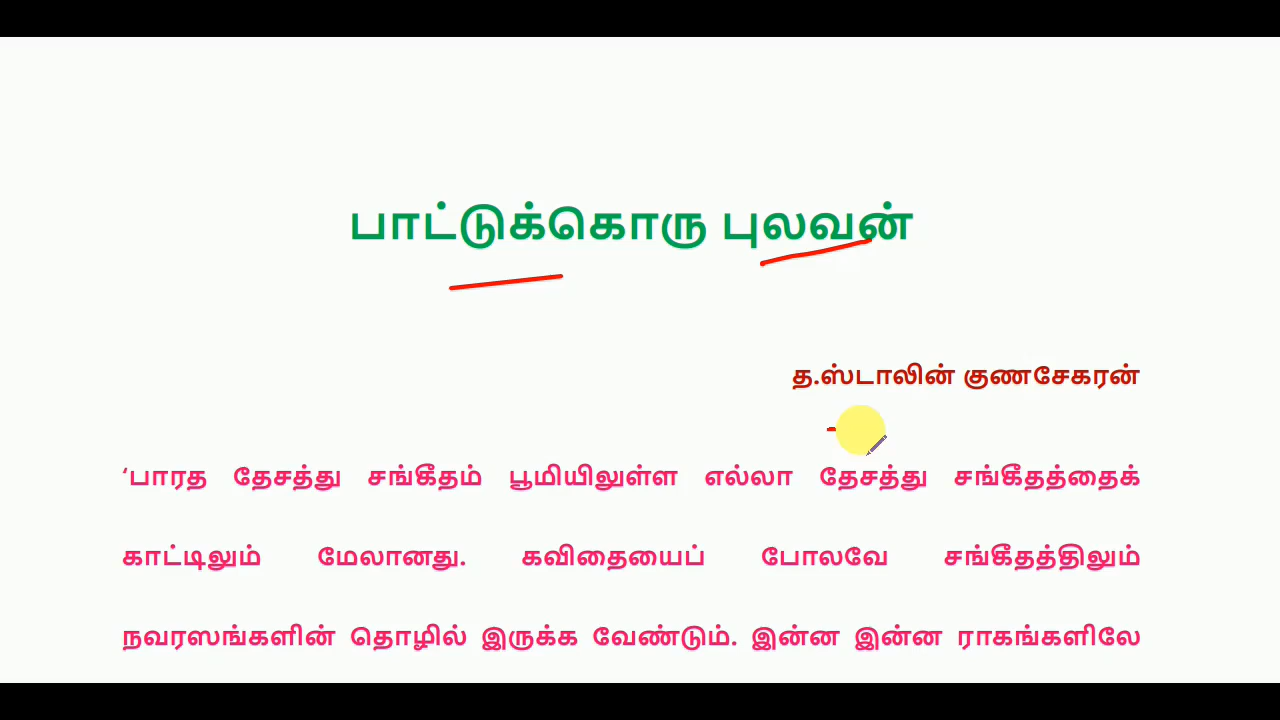 பாட்டுக்கொரு புலவன்
த.ஸ்டாலின் குணசேகரன்
‘பாரத தேசத்து சங்கீதம் பூமியிலுள்ள எல்லா தேசத்து சங்கீதத்தைக்
காட்டிலும் மேலானது. கவிதையைப் போலவே சங்கீதத்திலும்
நவரஸங்களின் தொழில் இருக்க வேண்டும். இன்ன இன்ன ராகங்களிலே